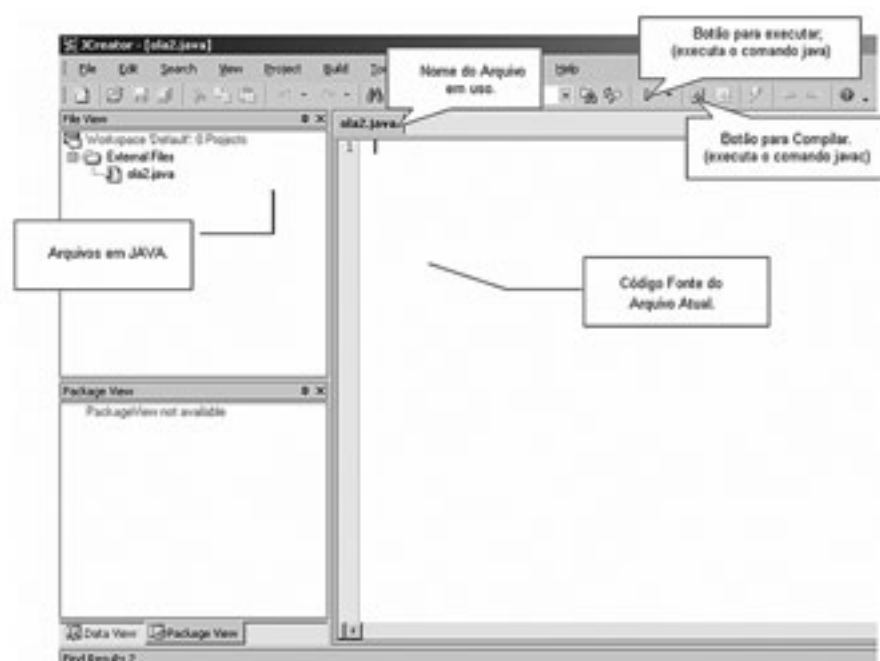 JCreator - [ola2.java]
File Edit Search View Project Build
Help
Nome do Arquivo
em uso.
Botão para executar;
(executa o comando java)
File View
ola2.java
Workspace 'Default': 0 Projects
External Files
ola2.java
1
Botão para Compilar.
(executa o comando javac)
Arquivos em JAVA.
Código Fonte do
Arquivo Atual.
Package View
PackageView not available
Data View Package View
Find Results 2